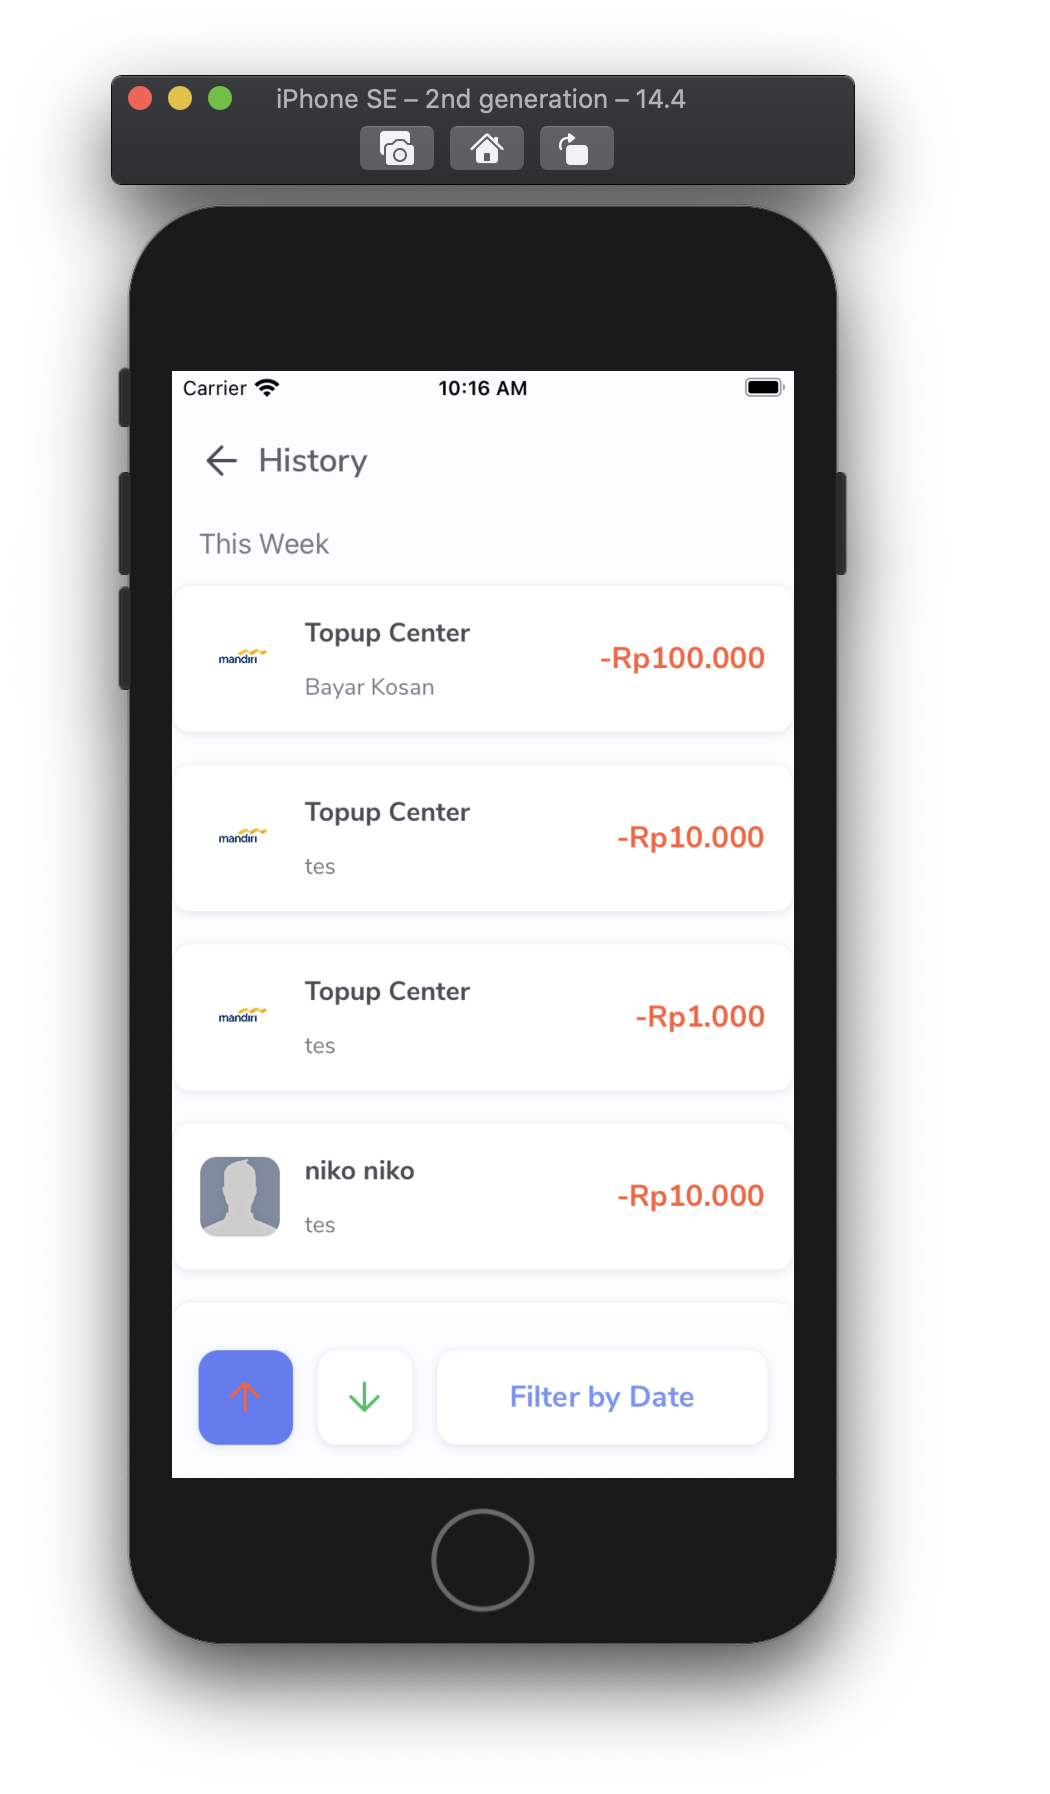 iPhone SE – 2nd generation – 14.4
Carrier 10:16 AM
History
This Week
Topup Center
mandiri
-Rp100.000
Bayar Kosan
Topup Center
mandiri
-Rp10.000
tes
Topup Center
mandiri
-Rp1.000
tes
niko niko
-Rp10.000
tes
Filter by Date